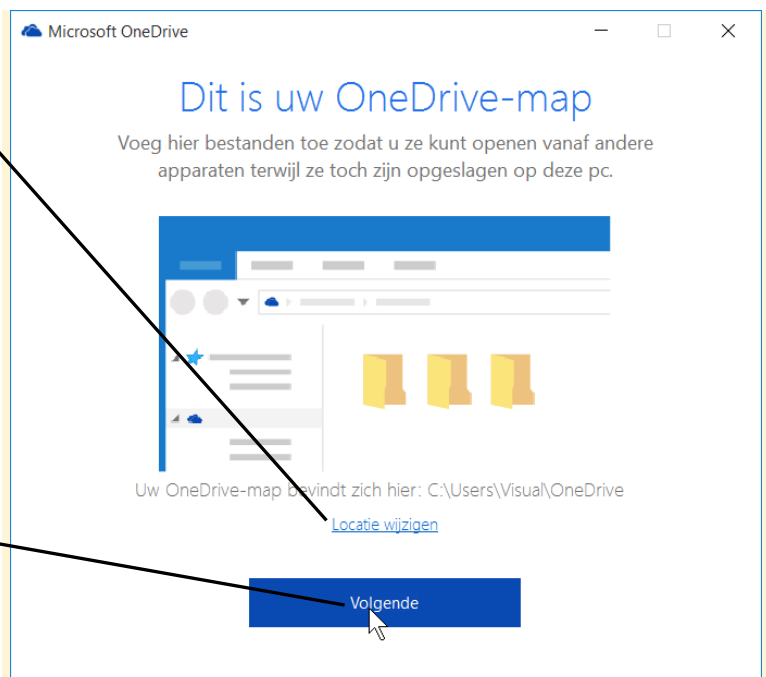 Microsoft OneDrive
Dit is uw OneDrive-map
Voeg hier bestanden toe zodat u ze kunt openen vanaf andere
apparaten terwijl ze toch zijn opgeslagen op deze pc.
Uw OneDrive-map bevindt zich hier: C:\Users\Visual\OneDrive
Locatie wijzigen
Volgende